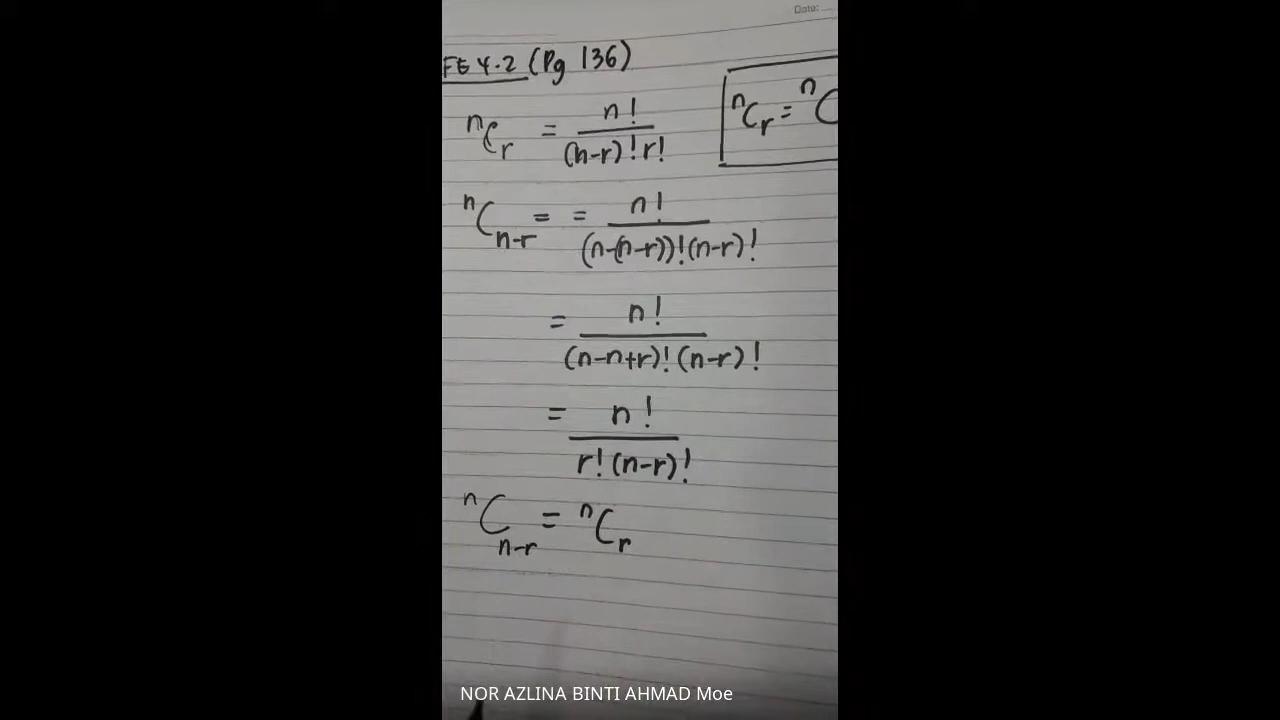 Date:
FE 4.2 (Pg 136)
ⁿCᵣ = n! / (n-r)!r!
ⁿCᵣ = ⁿC
ⁿCₙ₋ᵣ = = n! / (n-(n-r))!(n-r)!
= n! / (n-n+r)!(n-r)!
= n! / r!(n-r)!
ⁿCₙ₋ᵣ = ⁿCᵣ
NOR AZLINA BINTI AHMAD Moe